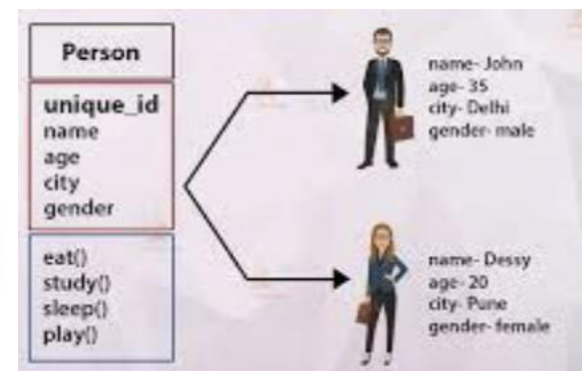 Person
unique_id
name
age
city
gender
eat()
study()
sleep()
play()
name- John
age- 35
city- Delhi
gender- male
name- Dessy
age- 20
city- Pune
gender- female